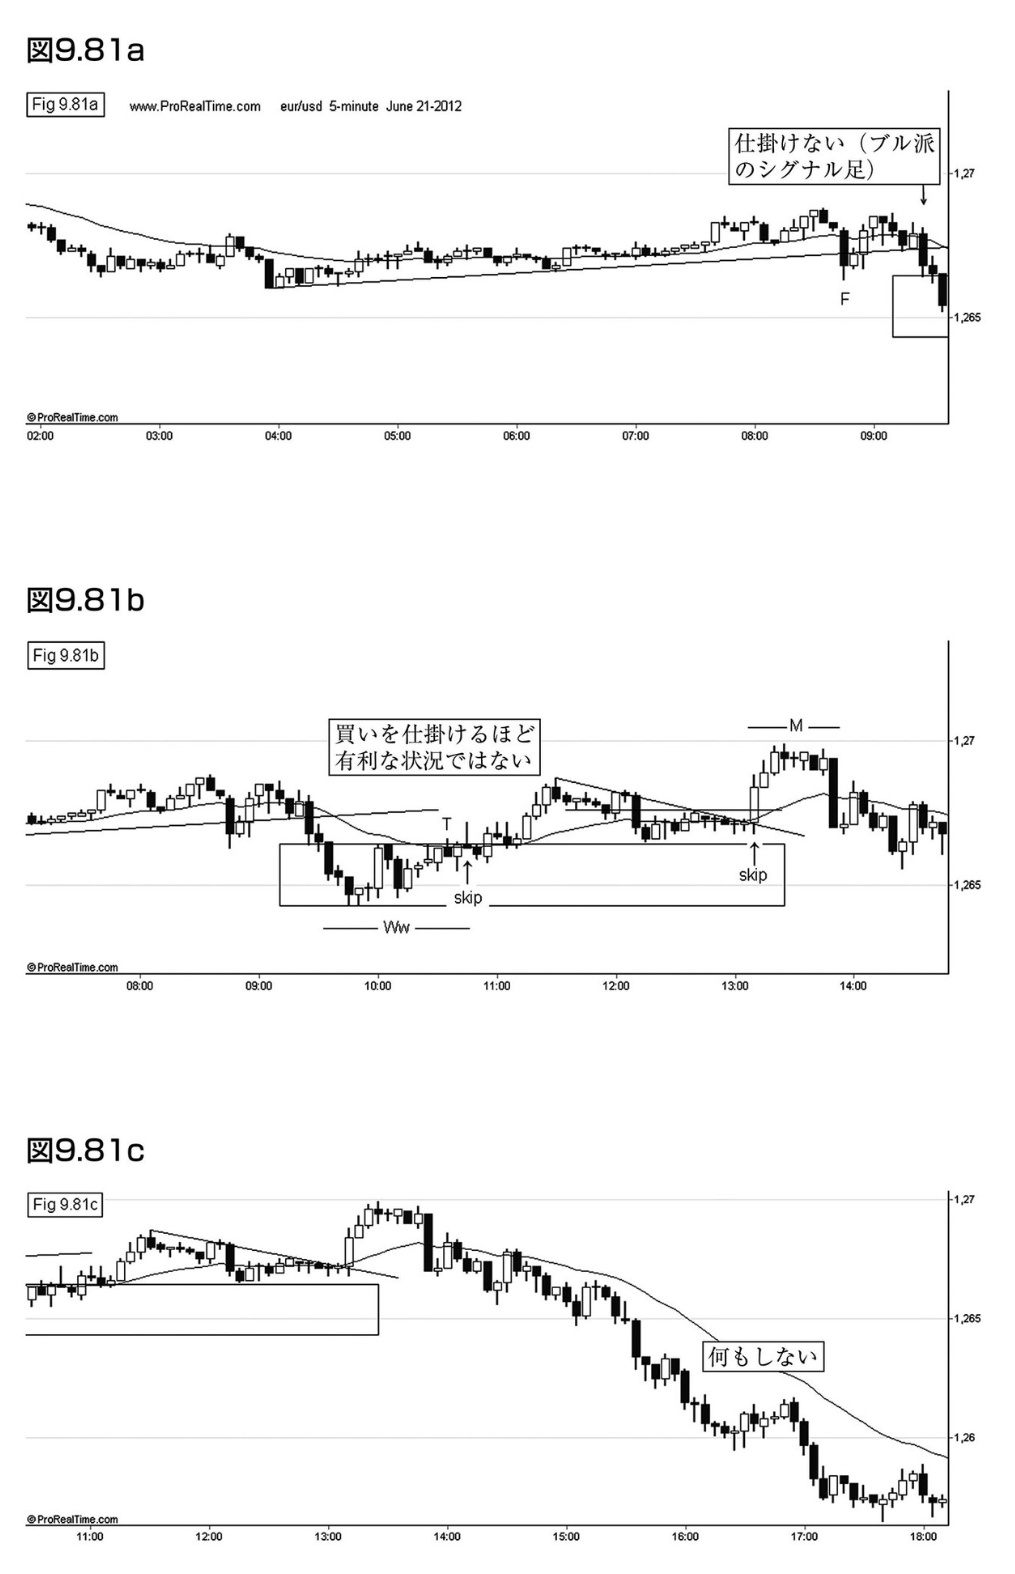 図9.81a
Fig 9.81a www.ProRealTime.com eur/usd 5-minute June 21-2012
仕掛けない（ブル派
のシグナル足）
1,27
F
1,265
©ProRealTime.com
02:00 03:00 04:00 05:00 06:00 07:00 08:00 09:00
図9.81b
Fig 9.81b
M
買いを仕掛けるほど
有利な状況ではない
1,27
T
skip
1,265
skip
Ww
©ProRealTime.com
08:00 09:00 10:00 11:00 12:00 13:00 14:00
図9.81c
Fig 9.81c
1,27
1,265
何もしない
1,26
©ProRealTime.com
11:00 12:00 13:00 14:00 15:00 16:00 17:00 18:00